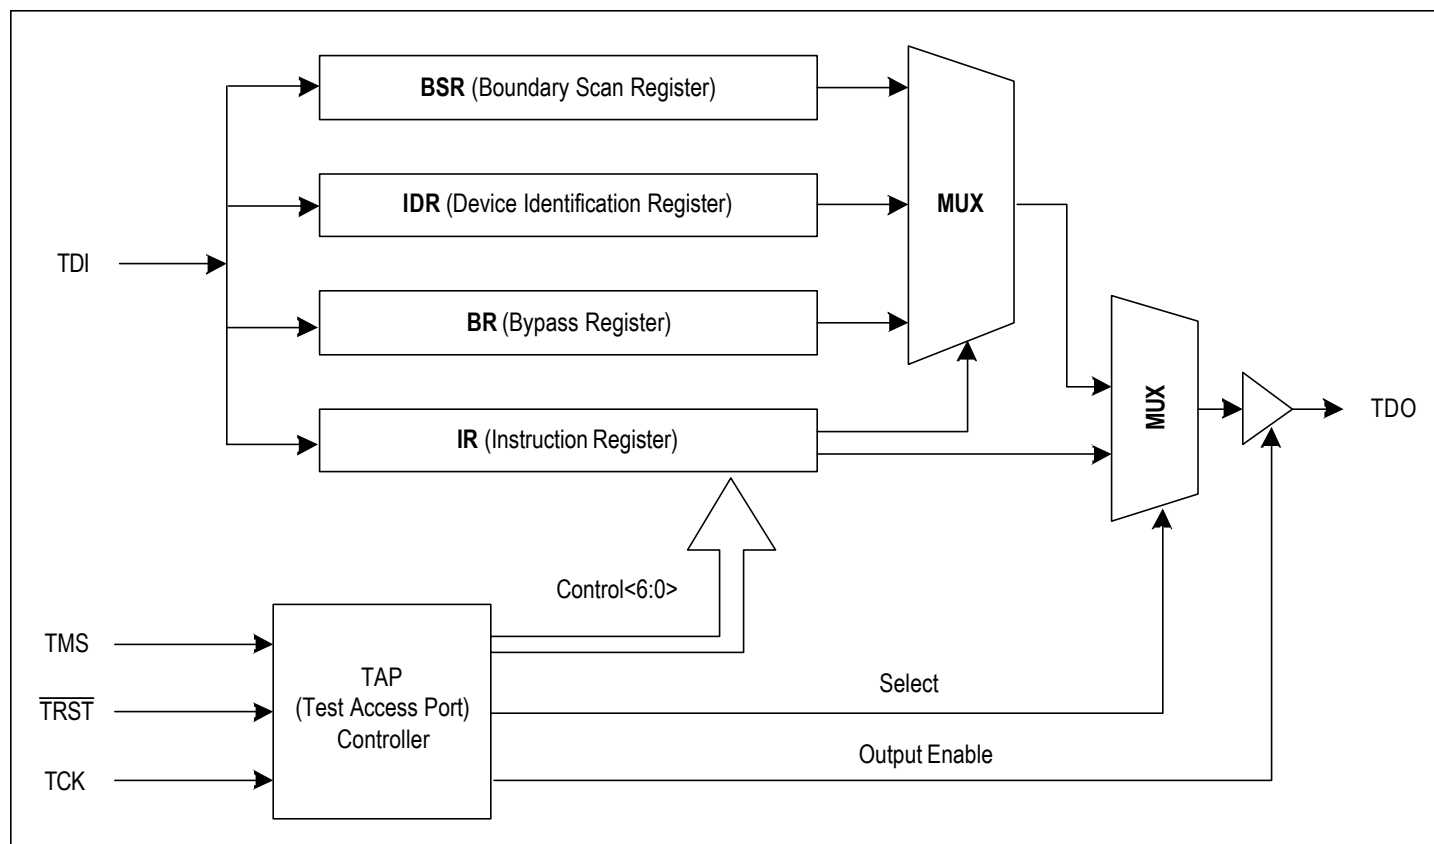 BSR (Boundary Scan Register)
IDR (Device Identification Register)
MUX
TDI
BR (Bypass Register)
MUX
TDO
IR (Instruction Register)
Control<6:0>
TMS
TAP
(Test Access Port)
Controller
Select
T̅R̅S̅T̅
Output Enable
TCK